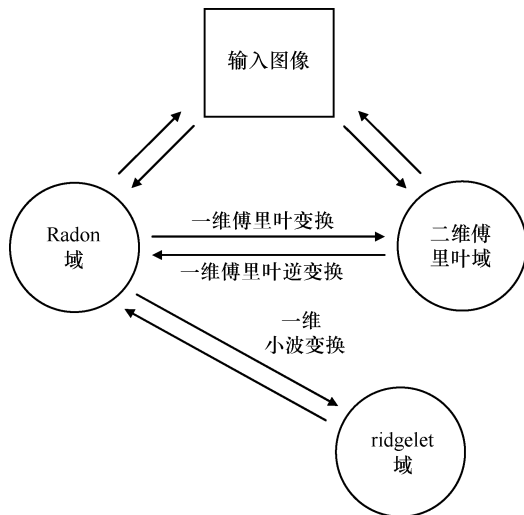 输入图像
Radon
域
一维傅里叶变换
一维傅里叶逆变换
二维傅
里叶域
一维
小波变换
ridgelet
域